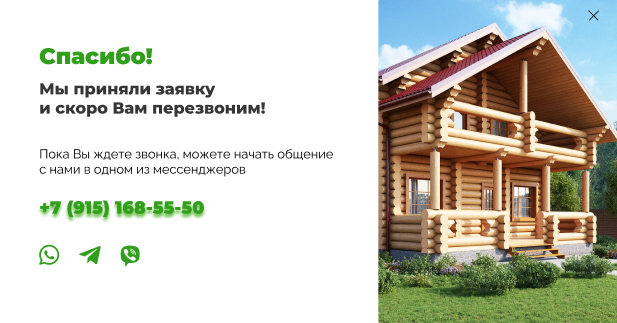 Спасибо!
Мы приняли заявку
и скоро Вам перезвоним!
Пока Вы ждете звонка, можете начать общение
с нами в одном из мессенджеров
+7 (915) 168-55-50